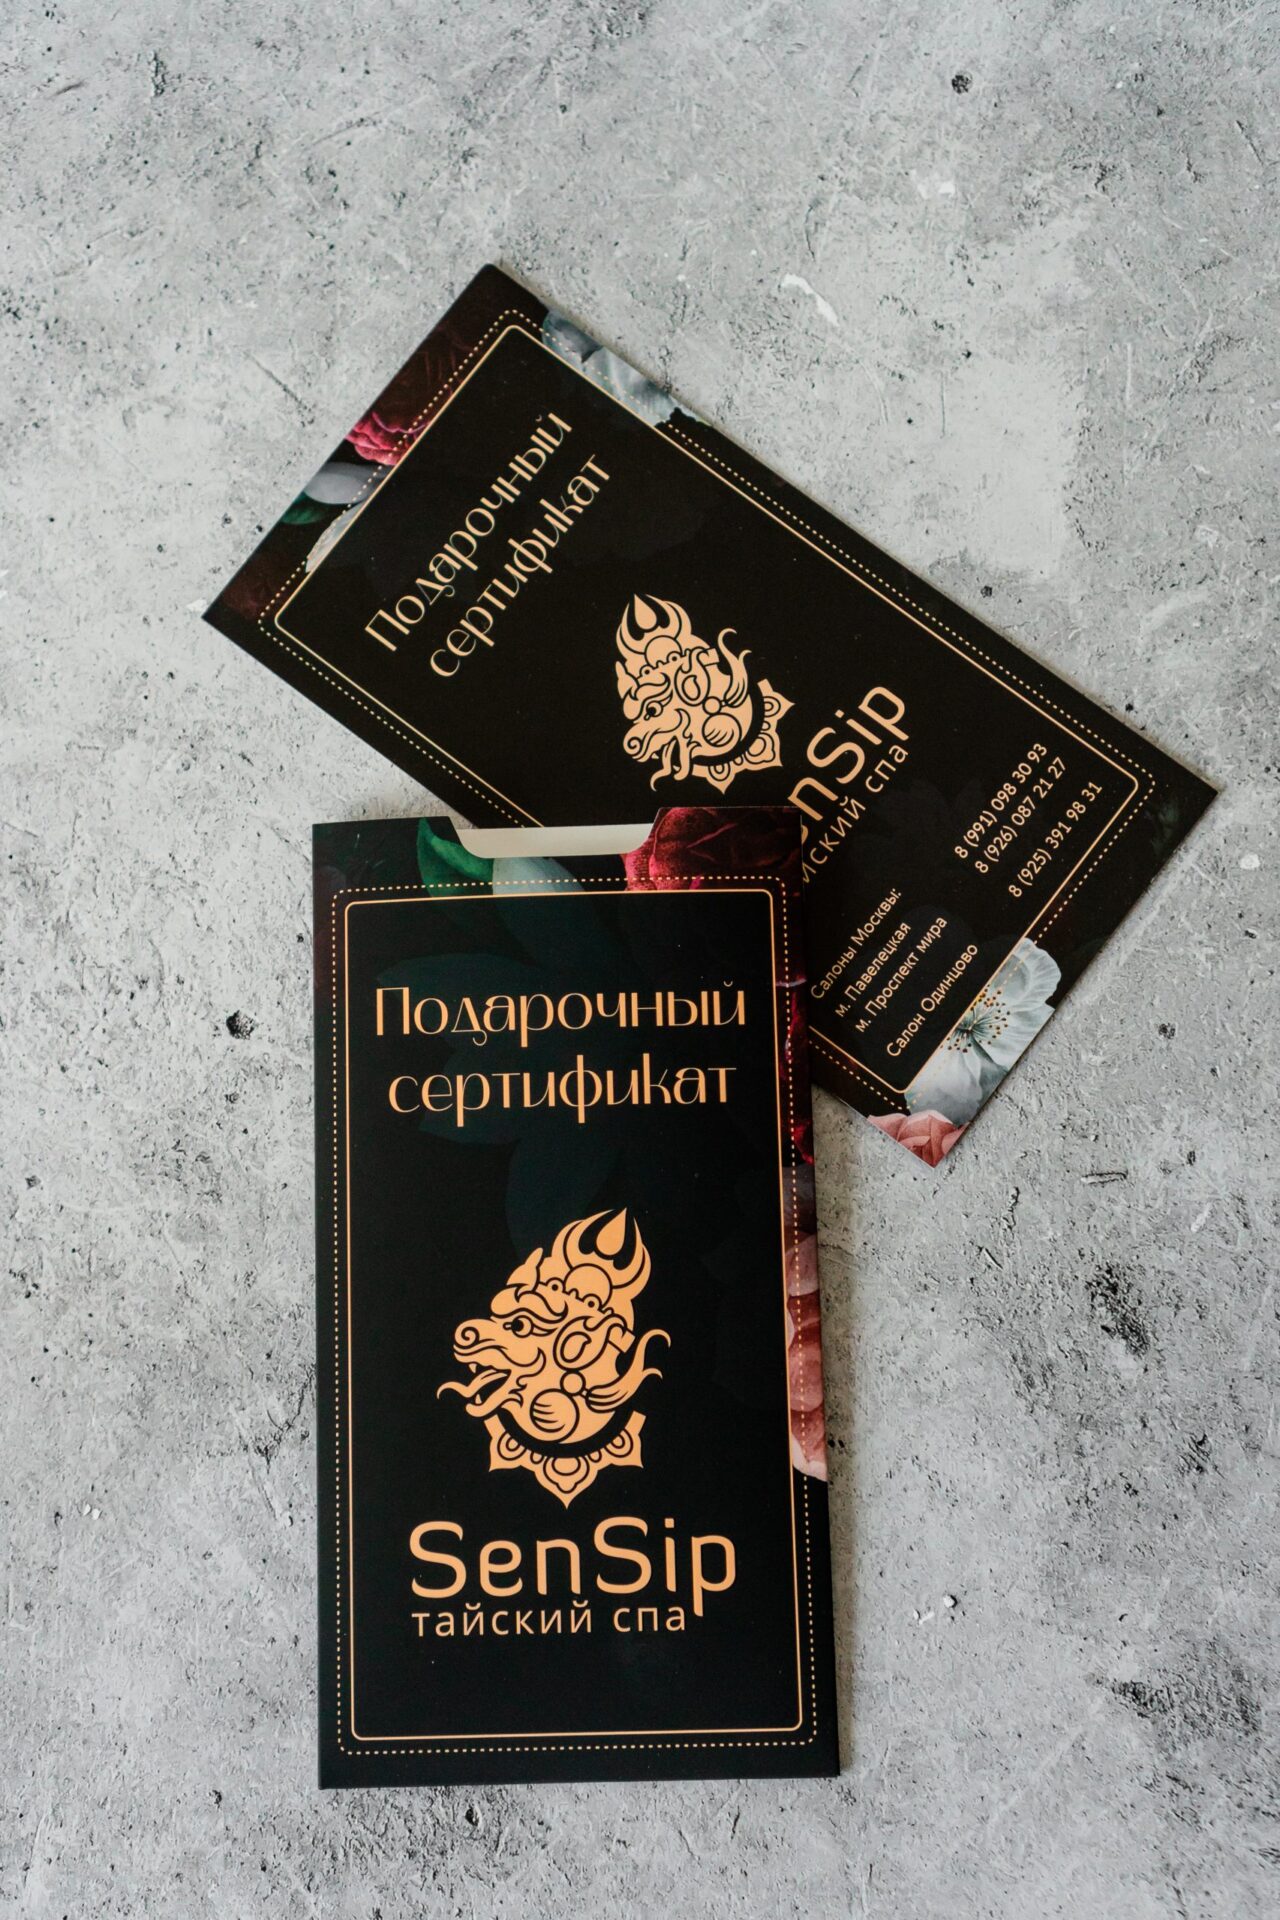 Подарочный
сертификат
SenSip
тайский спа
Салоны Москвы:
м. Павелецкая
8 (991) 098 30 93
м. Проспект мира
8 (926) 087 21 27
Салон Одинцово
8 (925) 391 98 31
Подарочный
сертификат
SenSip
тайский спа